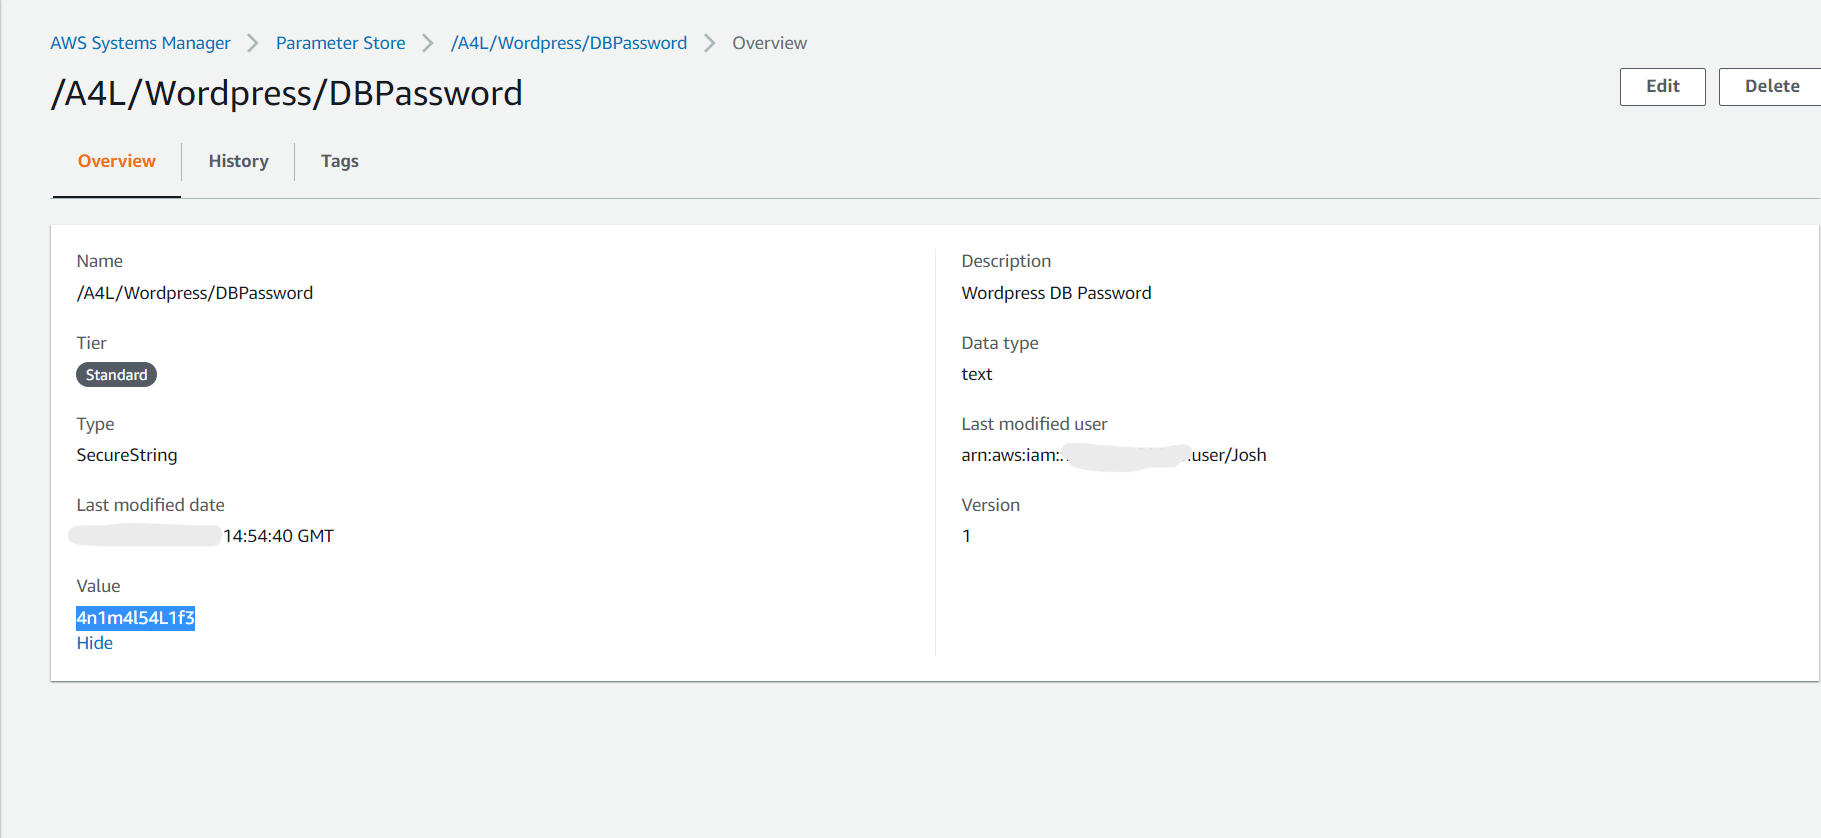 AWS Systems Manager > Parameter Store > /A4L/Wordpress/DBPassword > Overview
/A4L/Wordpress/DBPassword
Edit Delete
Overview History Tags
Name
/A4L/Wordpress/DBPassword
Tier
Standard
Type
SecureString
Last modified date
14:54:40 GMT
Value
4n1m4l54L1f3
Hide
Description
Wordpress DB Password
Data type
text
Last modified user
arn:aws:iam: user/Josh
Version
1